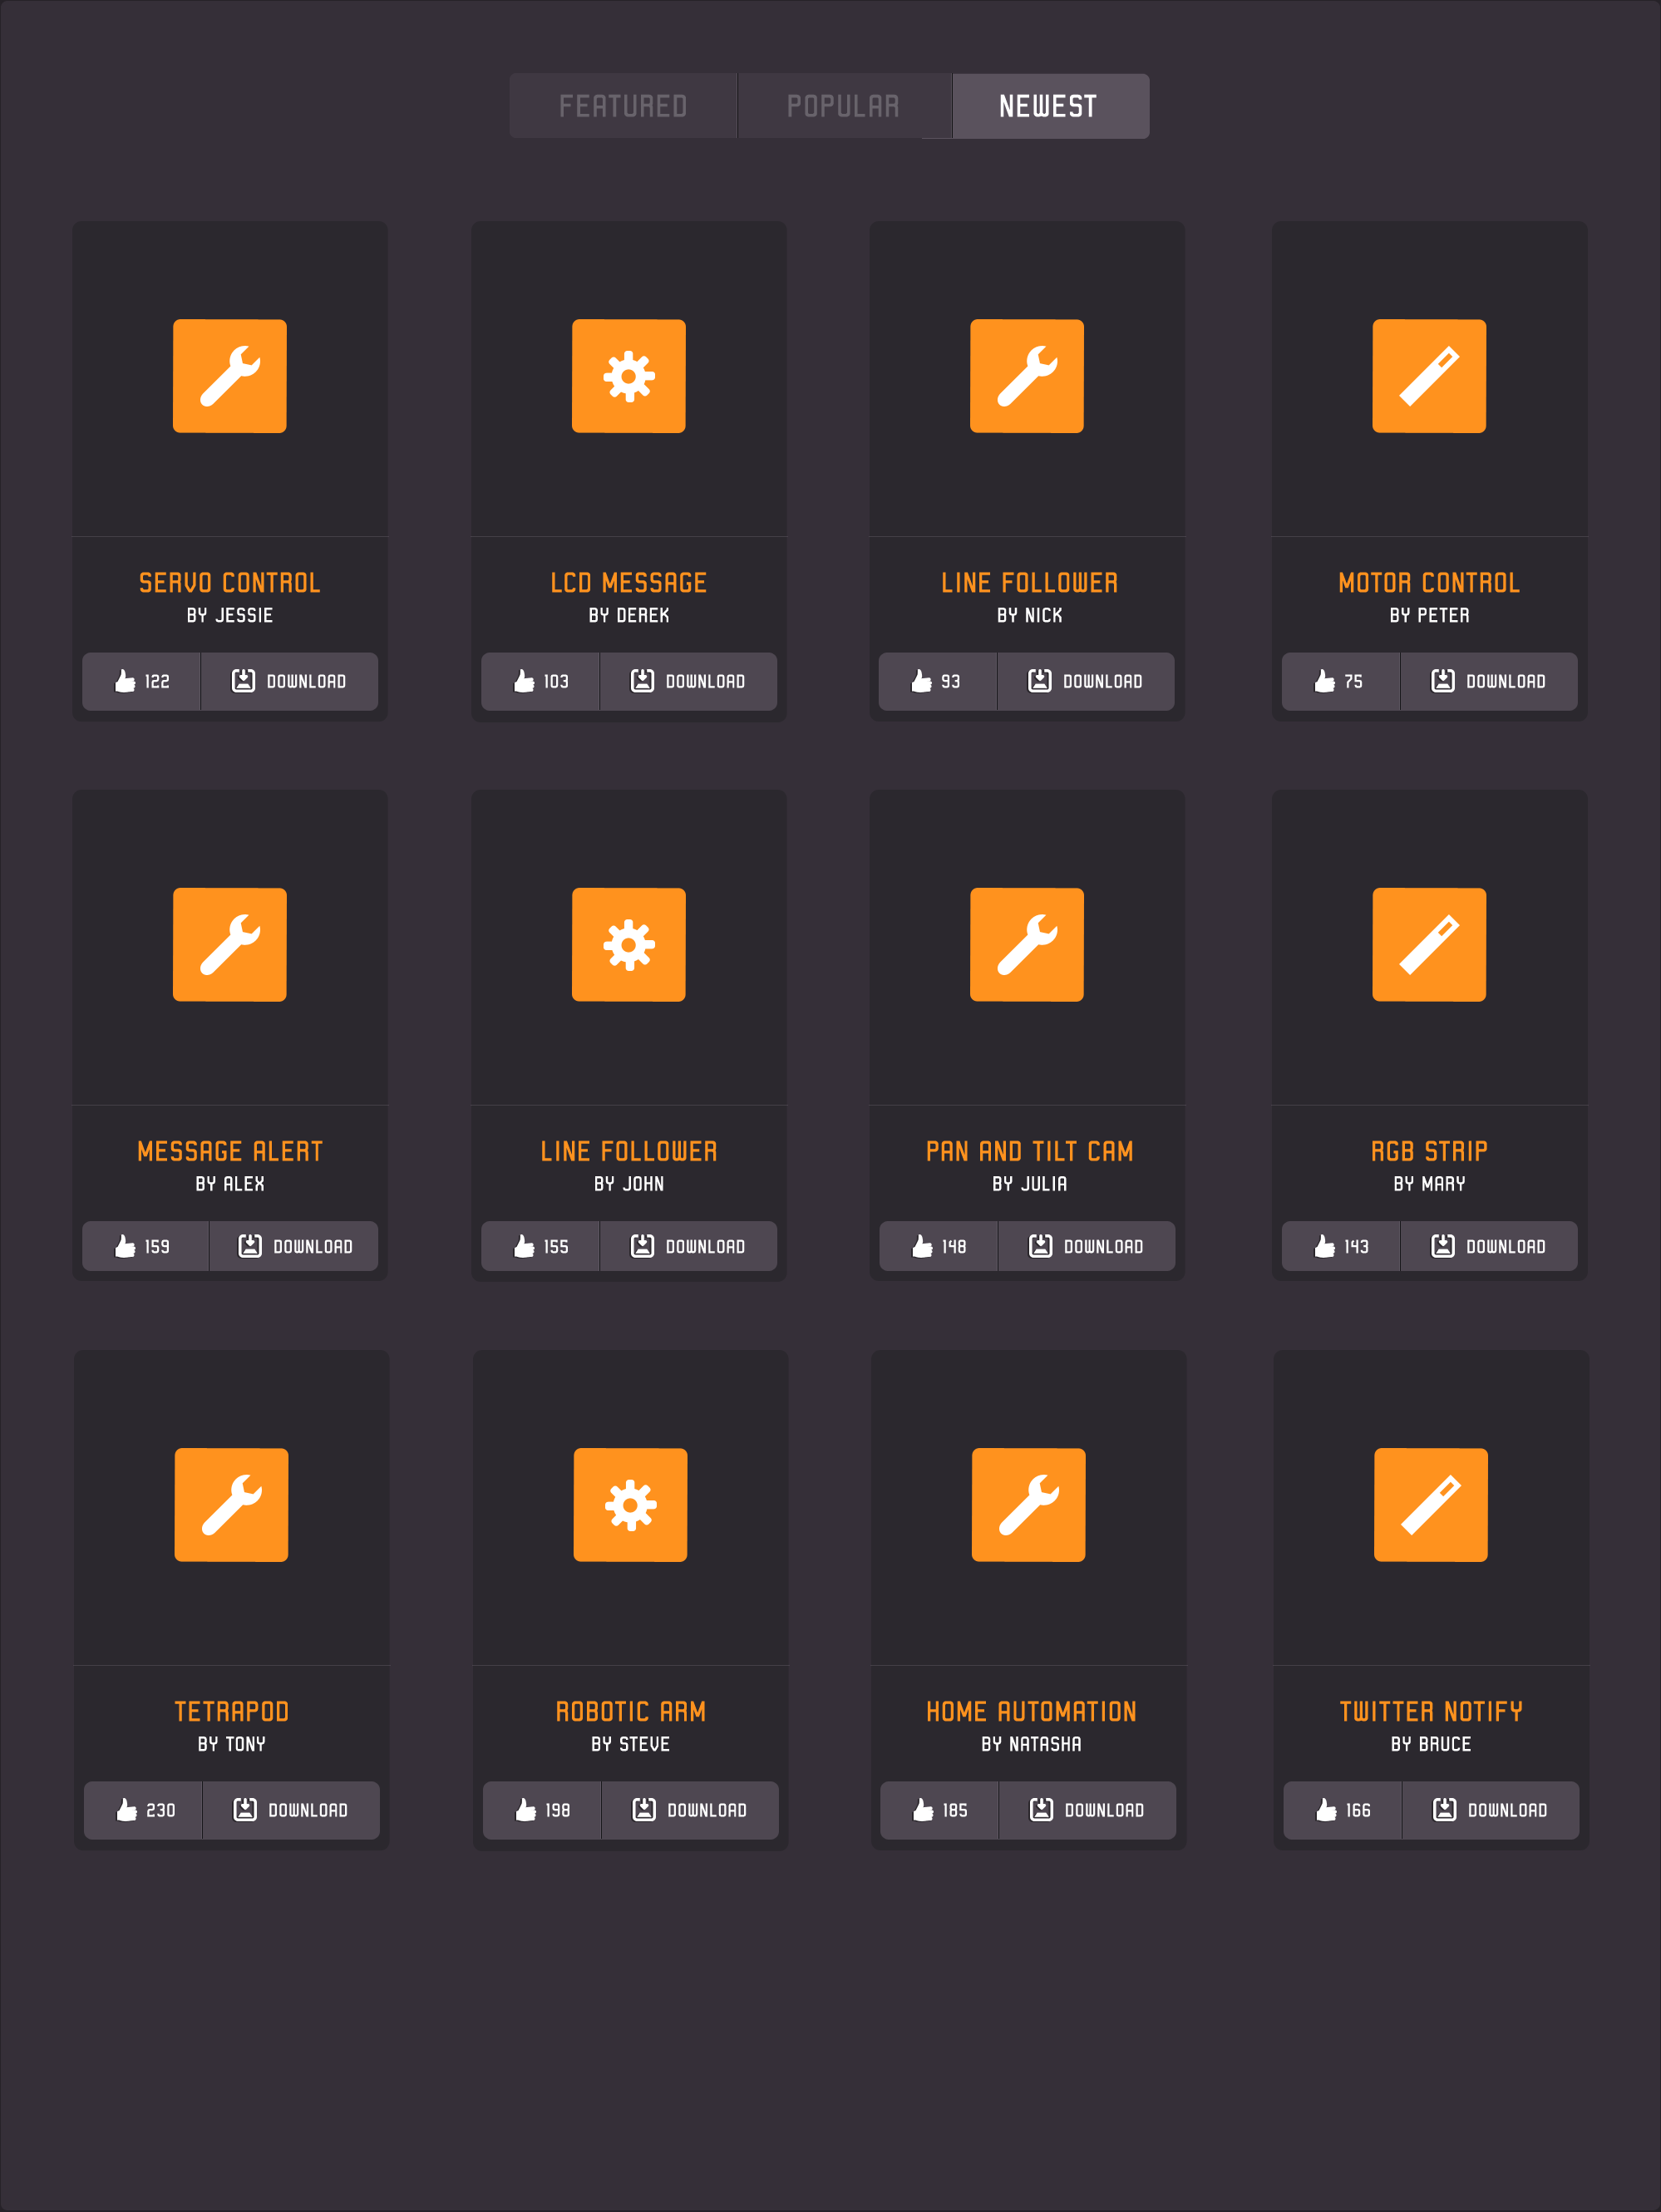 FEATURED POPULAR NEWEST
SERVO CONTROL
BY JESSIE
122 DOWNLOAD
LCD MESSAGE
BY DEREK
103 DOWNLOAD
LINE FOLLOWER
BY NICK
93 DOWNLOAD
MOTOR CONTROL
BY PETER
75 DOWNLOAD
MESSAGE ALERT
BY ALEX
159 DOWNLOAD
LINE FOLLOWER
BY JOHN
155 DOWNLOAD
PAN AND TILT CAM
BY JULIA
148 DOWNLOAD
RGB STRIP
BY MARY
143 DOWNLOAD
TETRAPOD
BY TONY
230 DOWNLOAD
ROBOTIC ARM
BY STEVE
198 DOWNLOAD
HOME AUTOMATION
BY NATASHA
185 DOWNLOAD
TWITTER NOTIFY
BY BRUCE
166 DOWNLOAD